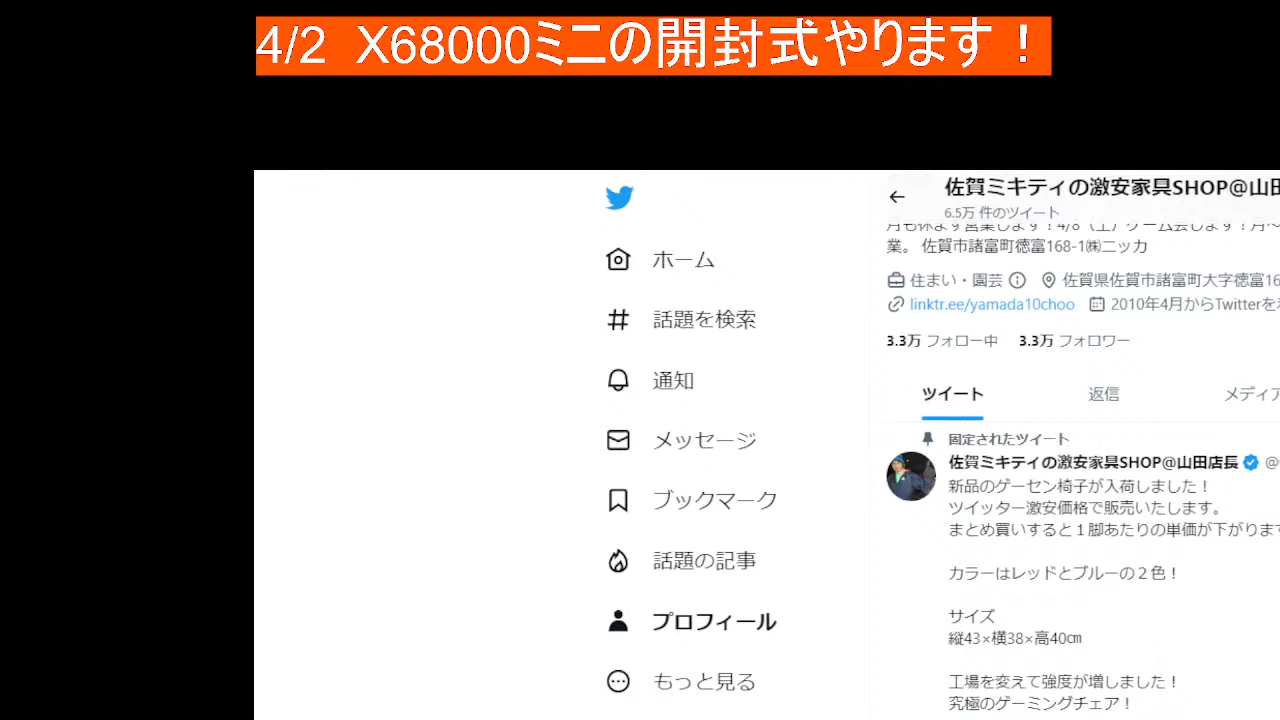 4/2 X68000ミニの開封式やります！
佐賀ミキティの激安家具SHOP@山田
6.5万 件のツイート
業。 佐賀市諸富町徳富168-1㈱ニッカ
住まい・園芸 佐賀県佐賀市諸富町大字徳富16
linktr.ee/yamada10choo 2010年4月からTwitterを
3.3万 フォロー中 3.3万 フォロワー
ツイート 返信 メディア
固定されたツイート
佐賀ミキティの激安家具SHOP@山田店長 @
新品のゲーセン椅子が入荷しました！
ツイッター激安価格で販売いたします。
まとめ買いすると１脚あたりの単価が下がります
カラーはレッドとブルーの２色！
サイズ
縦43×横38×高40㎝
工場を変えて強度が増しました！
究極のゲーミングチェア！
ホーム
話題を検索
通知
メッセージ
ブックマーク
話題の記事
プロフィール
もっと見る